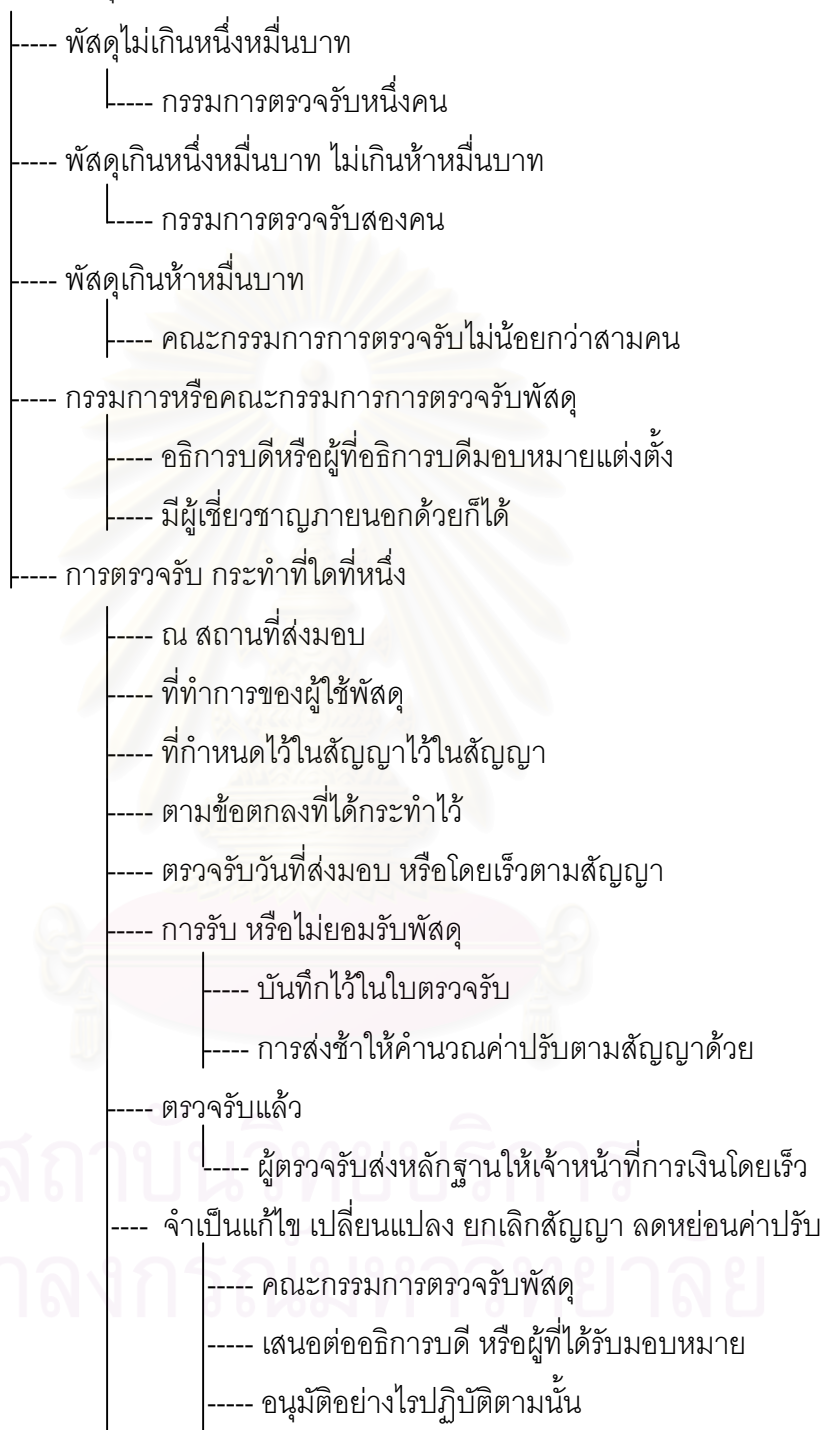 ----- พัสดุไม่เกินหนึ่งหมื่นบาท
----- กรรมการตรวจรับหนึ่งคน
----- พัสดุเกินหนึ่งหมื่นบาท ไม่เกินห้าหมื่นบาท
----- กรรมการตรวจรับสองคน
----- พัสดุเกินห้าหมื่นบาท
----- คณะกรรมการการตรวจรับไม่น้อยกว่าสามคน
----- กรรมการหรือคณะกรรมการการตรวจรับพัสดุ
----- อธิการบดีหรือผู้ที่อธิการบดีมอบหมายแต่งตั้ง
----- มีผู้เชี่ยวชาญภายนอกด้วยก็ได้
----- การตรวจรับ กระทำที่ใดที่หนึ่ง
----- ณ สถานที่ส่งมอบ
----- ที่ทำการของผู้ใช้พัสดุ
----- ที่กำหนดไว้ในสัญญาไว้ในสัญญา
----- ตามข้อตกลงที่ได้กระทำไว้
----- ตรวจรับวันที่ส่งมอบ หรือโดยเร็วตามสัญญา
----- การรับ หรือไม่ยอมรับพัสดุ
----- บันทึกไว้ในใบตรวจรับ
----- การส่งช้าให้คำนวณค่าปรับตามสัญญาด้วย
----- ตรวจรับแล้ว
----- ผู้ตรวจรับส่งหลักฐานให้เจ้าหน้าที่การเงินโดยเร็ว
---- จำเป็นแก้ไข เปลี่ยนแปลง ยกเลิกสัญญา ลดหย่อนค่าปรับ
----- คณะกรรมการตรวจรับพัสดุ
----- เสนอต่ออธิการบดี หรือผู้ที่ได้รับมอบหมาย
----- อนุมัติอย่างไรปฏิบัติตามนั้น
สถาบันวิทยบริการ
าลงกรณ์มหาวิทยาลัย